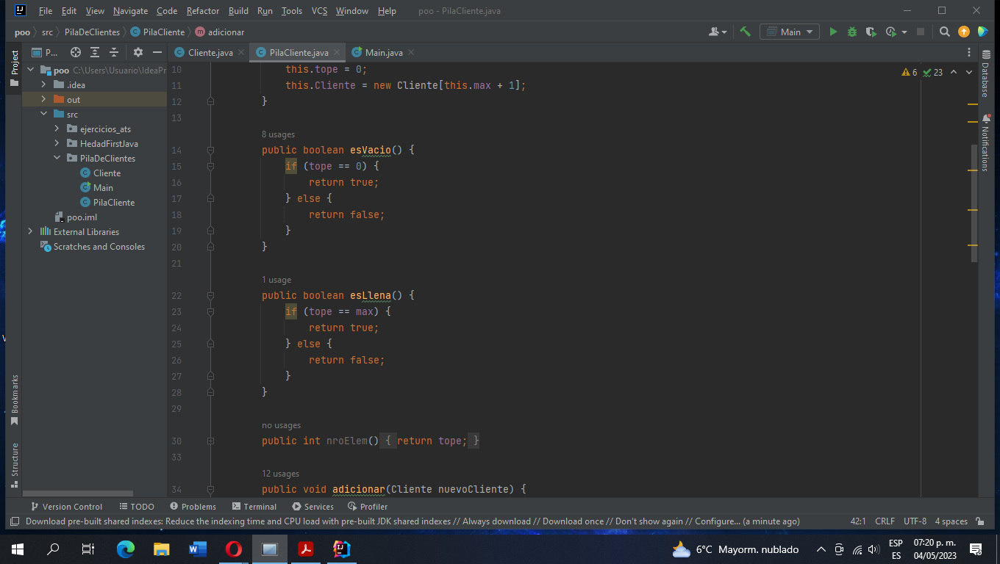 File Edit View Navigate Code Refactor Build Run Tools VCS Window Help poo - PilaCliente.java
poo src PilaDeClientes PilaCliente adicionar Main
Project P... Cliente.java PilaCliente.java Main.java
poo C:\Users\Usuario\IdeaPr
.idea
out
src
ejercicios_ats
HedadFirstJava
PilaDeClientes
Cliente
Main
PilaCliente
poo.iml
External Libraries
Scratches and Consoles
Bookmarks
Structure
6 23
10 this.tope = 0;
11 this.Cliente = new Cliente[this.max + 1];
12 }
13
8 usages
14 public boolean esVacio() {
15 if (tope == 0) {
16 return true;
17 } else {
18 return false;
19 }
20 }
21
1 usage
22 public boolean esLlena() {
23 if (tope == max) {
24 return true;
25 } else {
26 return false;
27 }
28 }
29
no usages
30 public int nroElem() { return tope; }
33
12 usages
34 public void adicionar(Cliente nuevoCliente) {
Database
Notifications
Version Control TODO Problems Terminal Services Profiler
Download pre-built shared indexes: Reduce the indexing time and CPU load with pre-built JDK shared indexes // Always download // Download once // Don't show again // Configure... (a minute ago) 42:1 CRLF UTF-8 4 spaces
6°C Mayorm. nublado
ESP
ES
07:20 p. m.
04/05/2023